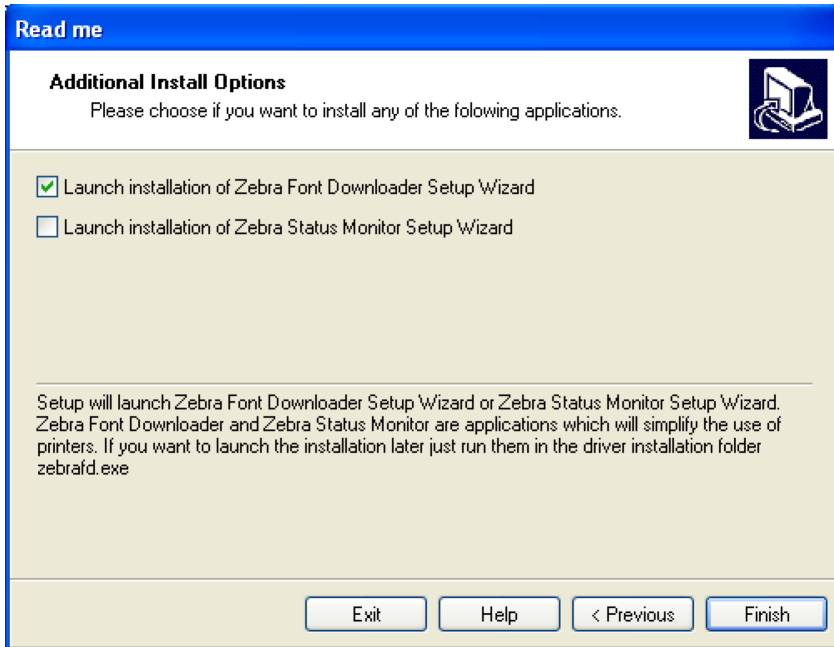 Read me
Additional Install Options
Please choose if you want to install any of the folowing applications.
Launch installation of Zebra Font Downloader Setup Wizard
Launch installation of Zebra Status Monitor Setup Wizard
Setup will launch Zebra Font Downloader Setup Wizard or Zebra Status Monitor Setup Wizard.
Zebra Font Downloader and Zebra Status Monitor are applications which will simplify the use of
printers. If you want to launch the installation later just run them in the driver installation folder
zebrafd.exe
Exit Help < Previous Finish